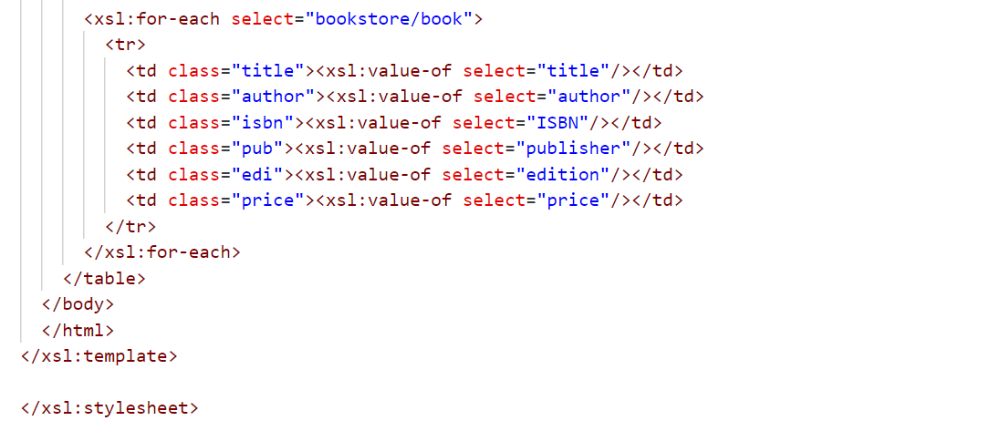 <xsl:for-each select="bookstore/book">
<tr>
<td class="title"><xsl:value-of select="title"/></td>
<td class="author"><xsl:value-of select="author"/></td>
<td class="isbn"><xsl:value-of select="ISBN"/></td>
<td class="pub"><xsl:value-of select="publisher"/></td>
<td class="edi"><xsl:value-of select="edition"/></td>
<td class="price"><xsl:value-of select="price"/></td>
</tr>
</xsl:for-each>
</table>
</body>
</html>
</xsl:template>
</xsl:stylesheet>